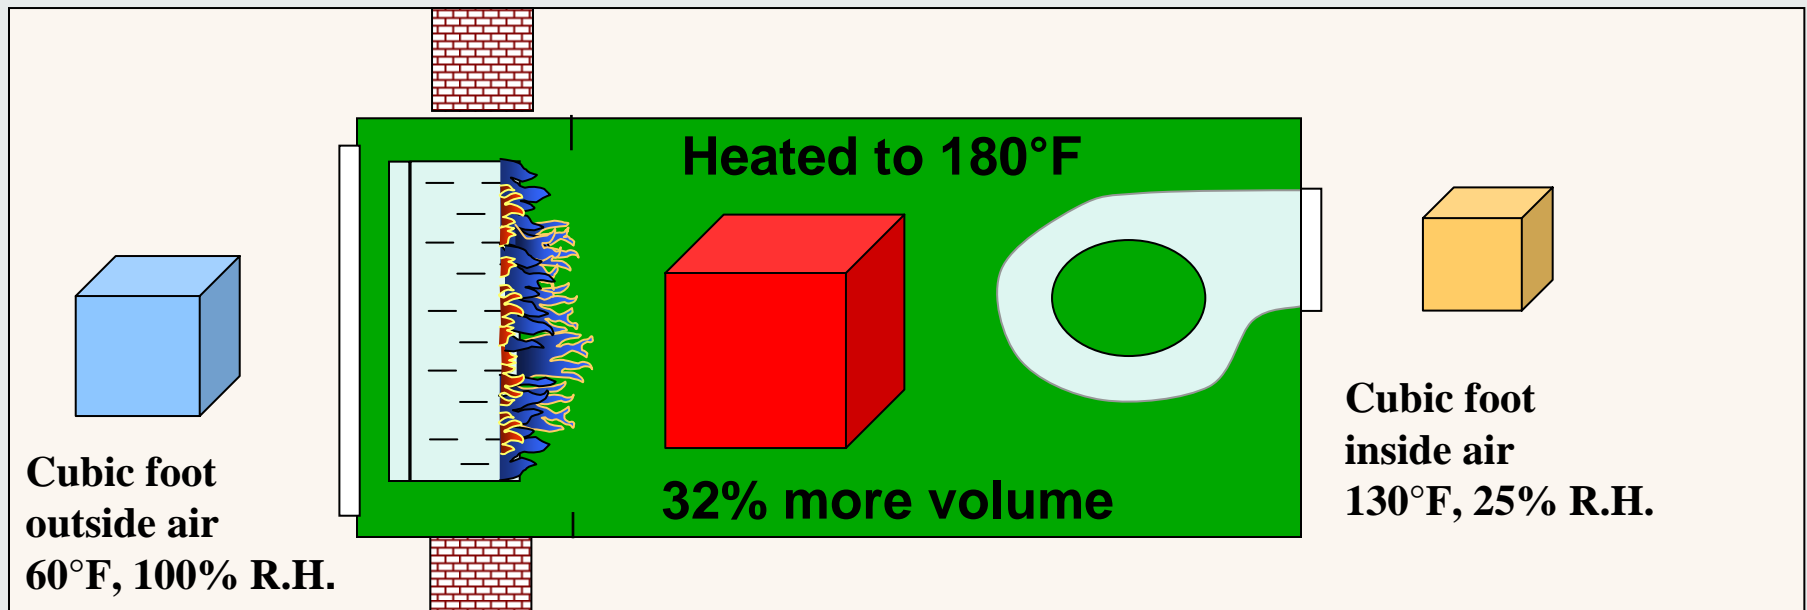 Heated to 180°F
32% more volume
Cubic foot
outside air
60°F, 100% R.H.
Cubic foot
inside air
130°F, 25% R.H.